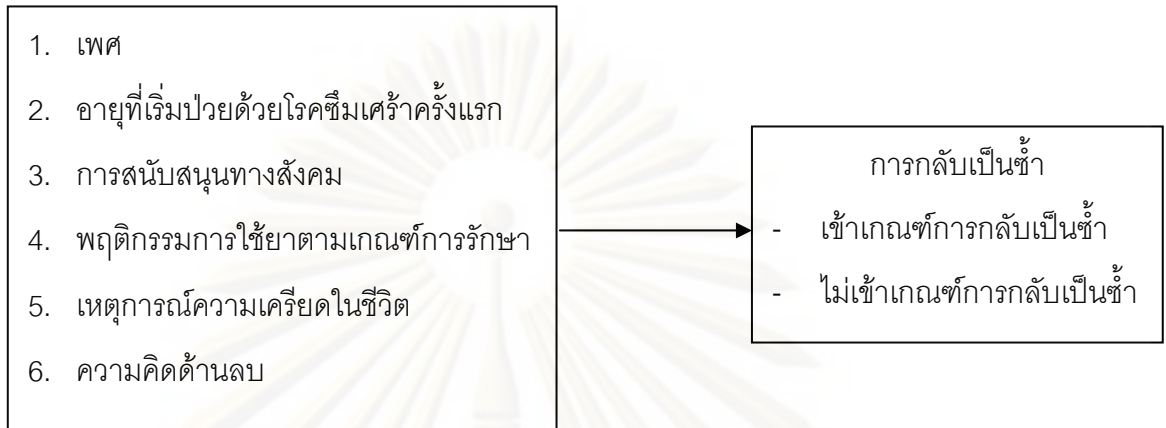 1. เพศ
2. อายุที่เริ่มป่วยด้วยโรคซึมเศร้าครั้งแรก
3. การสนับสนุนทางสังคม
4. พฤติกรรมการใช้ยาตามเกณฑ์การรักษา
5. เหตุการณ์ความเครียดในชีวิต
6. ความคิดด้านลบ
การกลับเป็นซ้ำ
- เข้าเกณฑ์การกลับเป็นซ้ำ
- ไม่เข้าเกณฑ์การกลับเป็นซ้ำ